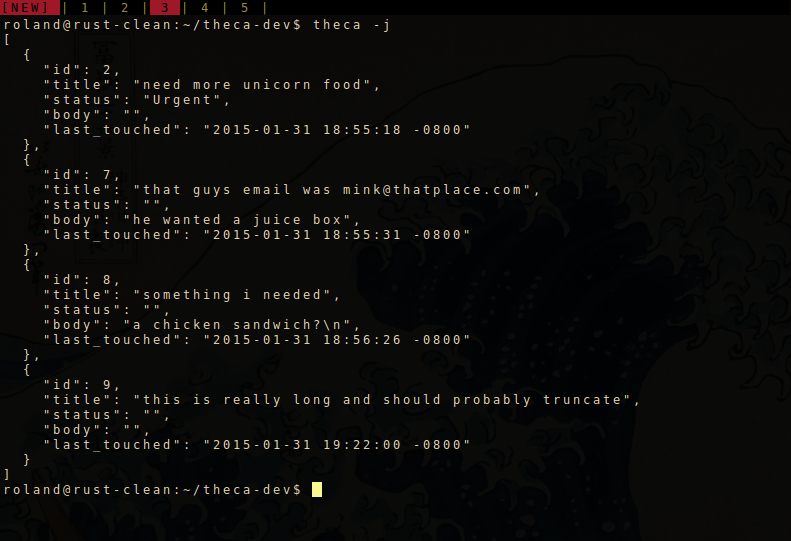 [NEW] | 1 | 2 | 3 | 4 | 5 |
roland@rust-clean:~/theca-dev$ theca -j
[
  {
    "id": 2,
    "title": "need more unicorn food",
    "status": "Urgent",
    "body": "",
    "last_touched": "2015-01-31 18:55:18 -0800"
  },
  {
    "id": 7,
    "title": "that guys email was mink@thatplace.com",
    "status": "",
    "body": "he wanted a juice box",
    "last_touched": "2015-01-31 18:55:31 -0800"
  },
  {
    "id": 8,
    "title": "something i needed",
    "status": "",
    "body": "a chicken sandwich?\n",
    "last_touched": "2015-01-31 18:56:26 -0800"
  },
  {
    "id": 9,
    "title": "this is really long and should probably truncate",
    "status": "",
    "body": "",
    "last_touched": "2015-01-31 19:22:00 -0800"
  }
]
roland@rust-clean:~/theca-dev$